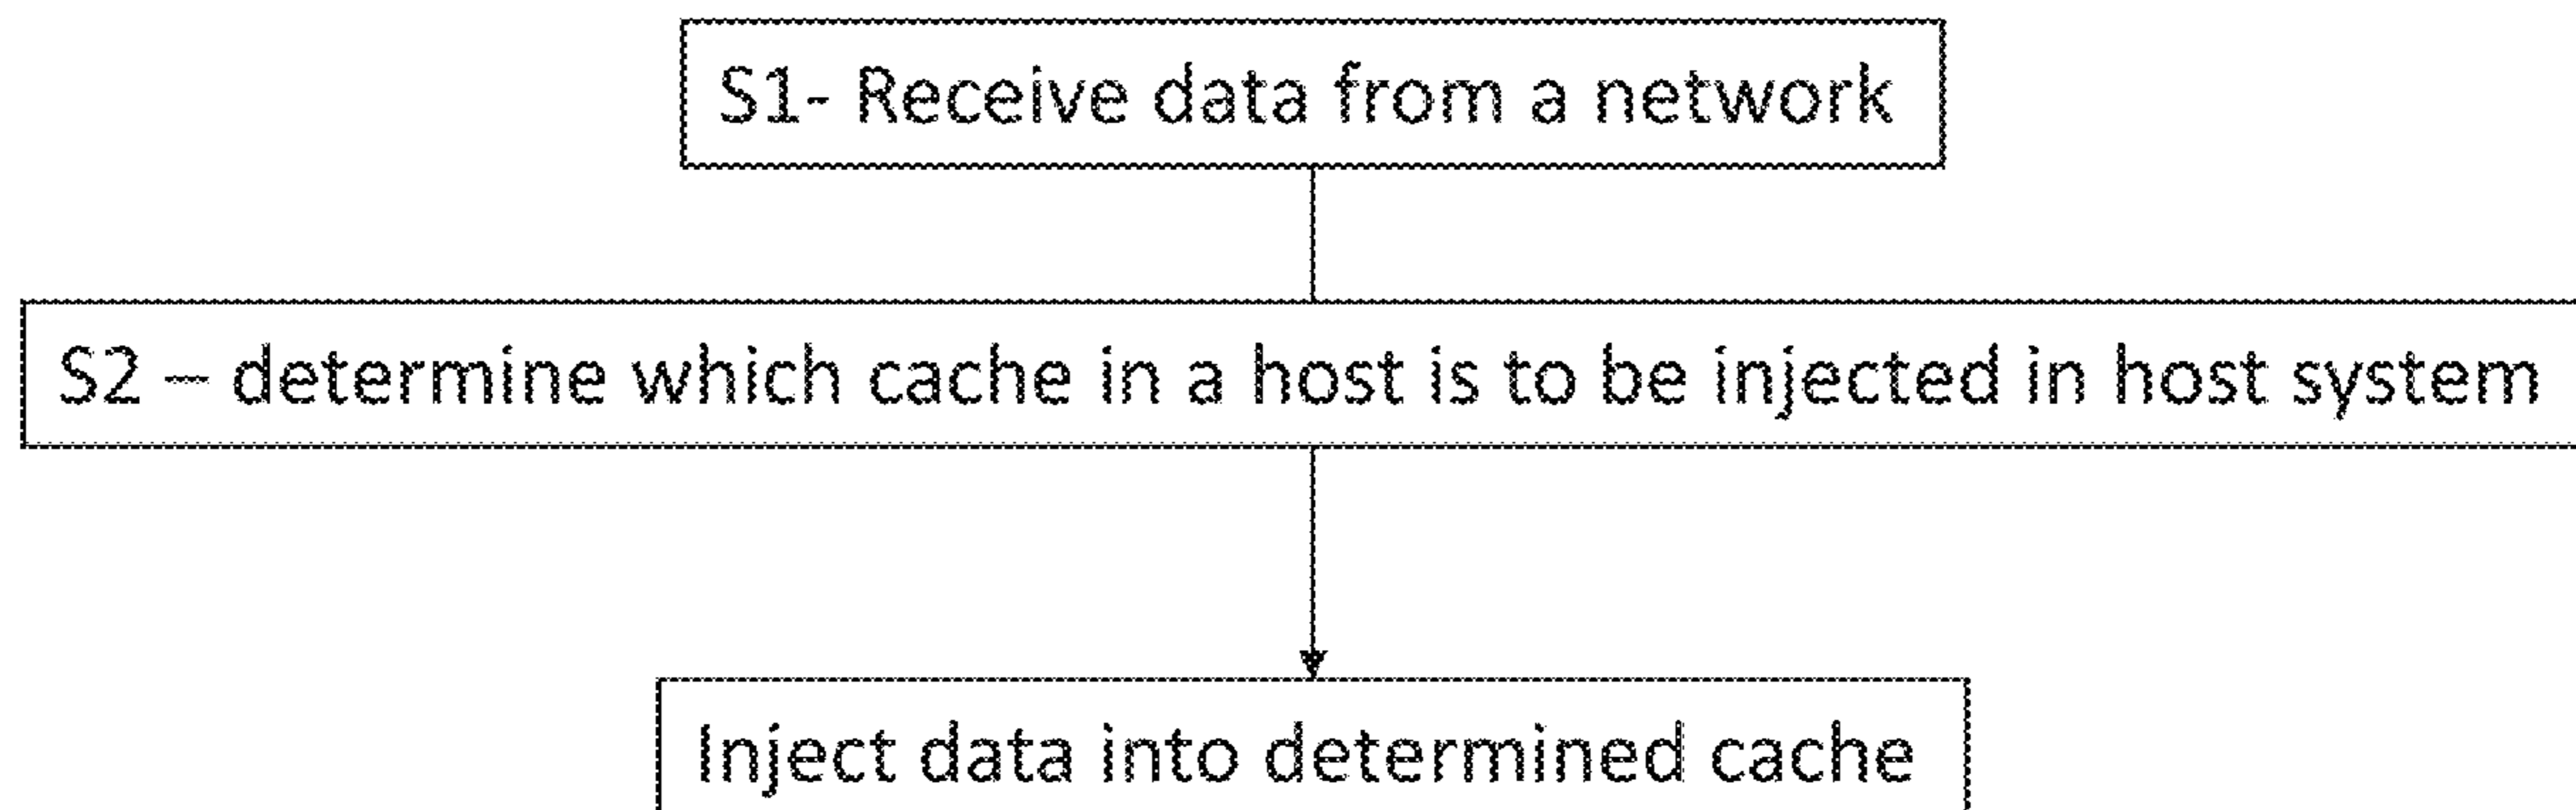 S1- Receive data from a network
S2 – determine which cache in a host is to be injected in host system
Inject data into determined cache